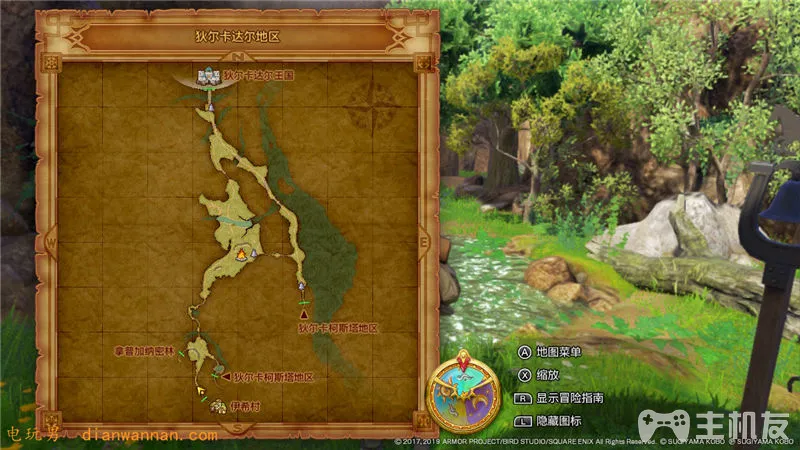 狄尔卡达尔地区
N
狄尔卡达尔王国
W
E
狄尔卡柯斯塔地区
拿普加纳密林
狄尔卡柯斯塔地区
伊希村
S
A 地图菜单
X 缩放
R 显示冒险指南
L 隐藏图标
电玩男 dianwannan.com
主机友
© 2017, 2019 ARMOR PROJECT/BIRD STUDIO/SQUARE ENIX All Rights Reserved. © SUGIYAMA KOBO Ⓟ SUGIYAMA KOBO